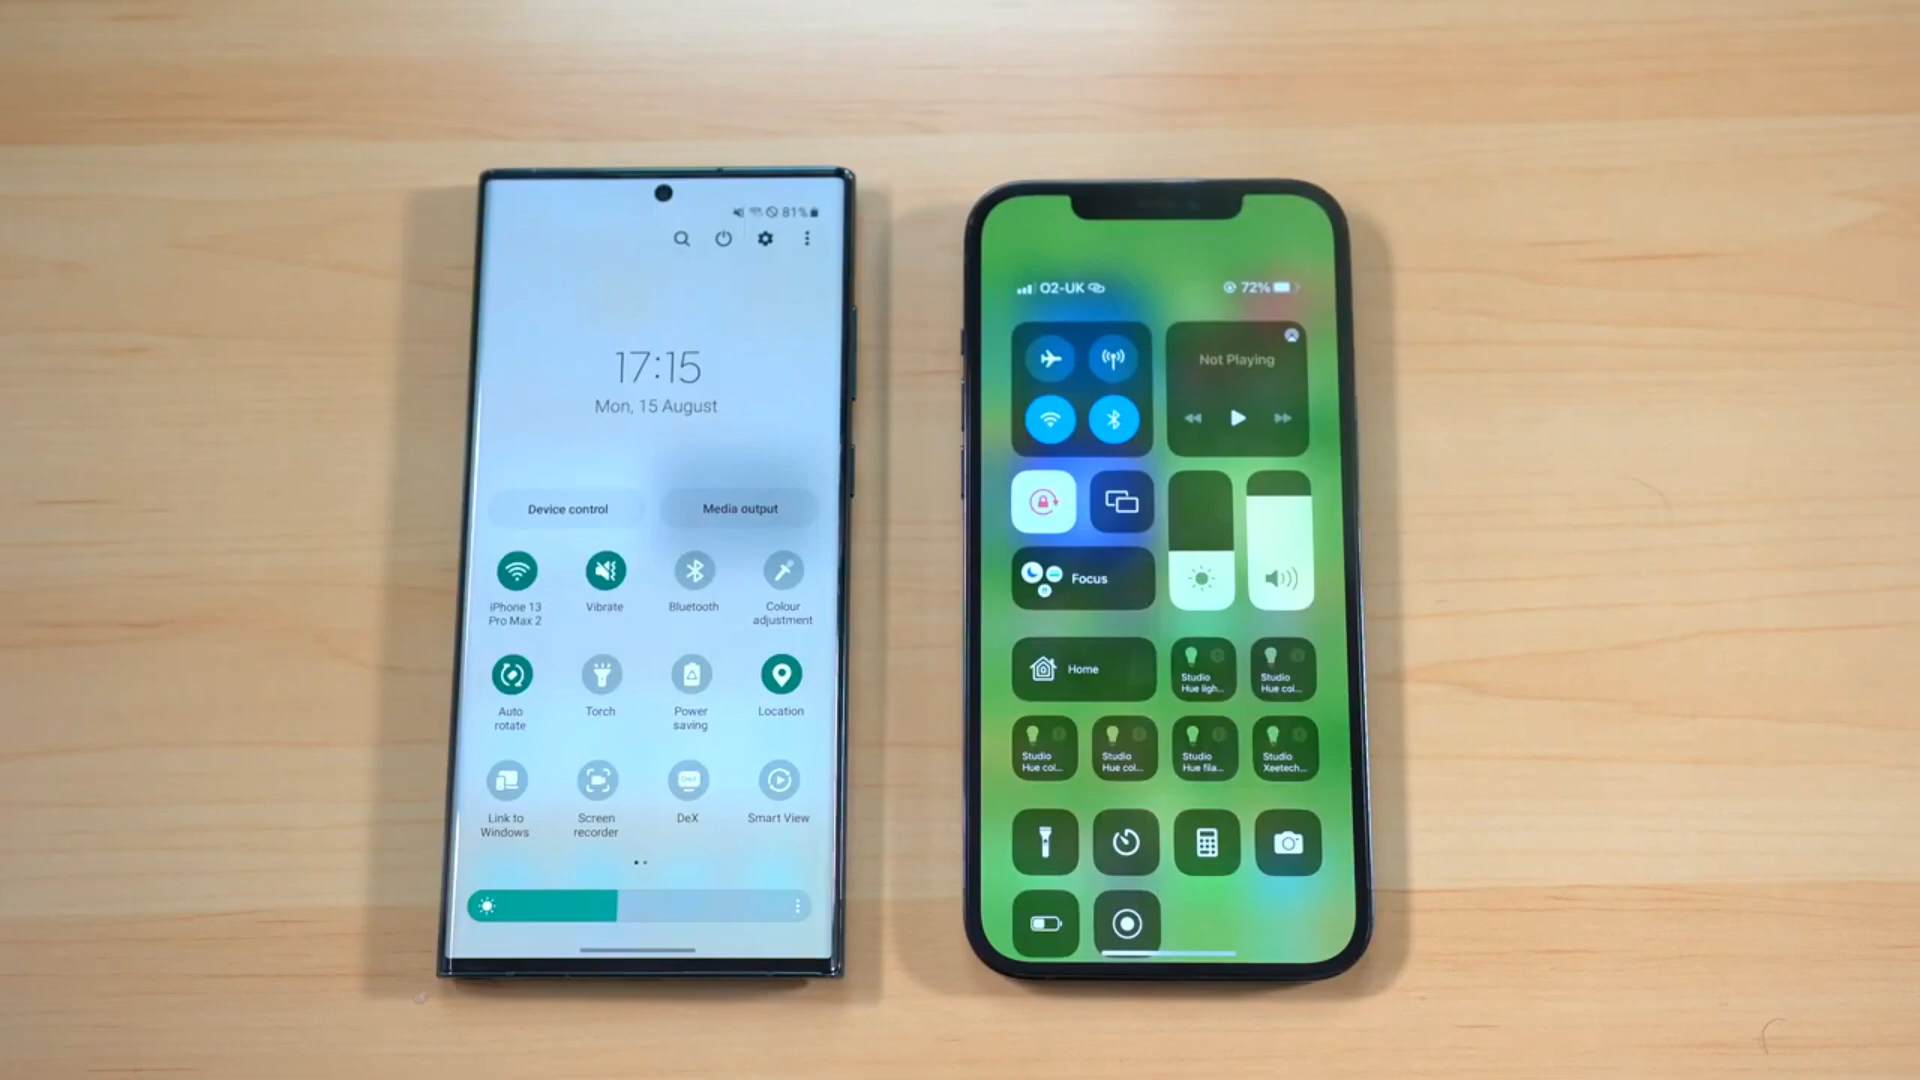 81%
17:15
Mon, 15 August
Device control
Media output
iPhone 13
Pro Max 2
Vibrate
Bluetooth
Colour
adjustment
Auto
rotate
Torch
Power
saving
Location
Link to
Windows
Screen
recorder
DeX
Smart View
O2-UK
72%
Not Playing
Focus
Home
Studio
Hue ligh...
Studio
Hue col...
Studio
Hue col...
Studio
Hue col...
Studio
Hue fila...
Studio
Xeetech...